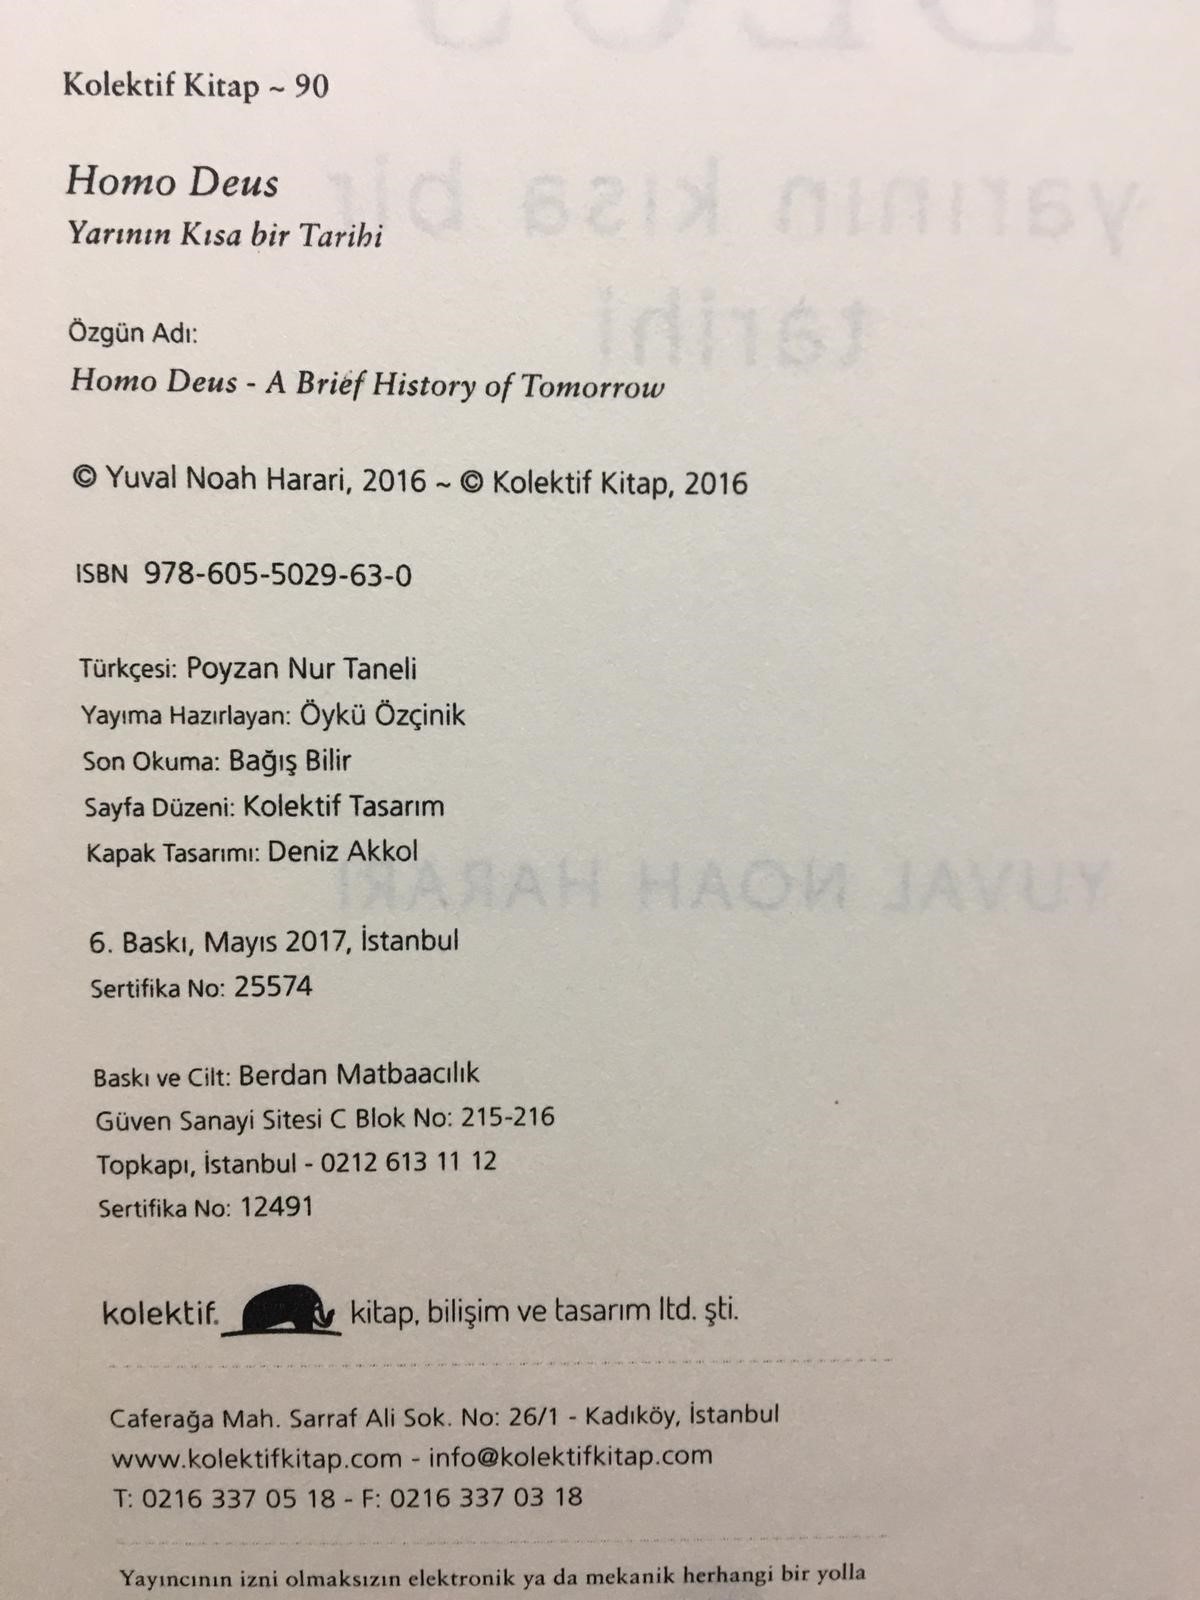 Kolektif Kitap ~ 90
Homo Deus
Yarının Kısa bir Tarihi
Özgün Adı:
Homo Deus - A Brief History of Tomorrow
© Yuval Noah Harari, 2016 ~ © Kolektif Kitap, 2016
ISBN 978-605-5029-63-0
Türkçesi: Poyzan Nur Taneli
Yayıma Hazırlayan: Öykü Özçinik
Son Okuma: Bağış Bilir
Sayfa Düzeni: Kolektif Tasarım
Kapak Tasarımı: Deniz Akkol
6. Baskı, Mayıs 2017, İstanbul
Sertifika No: 25574
Baskı ve Cilt: Berdan Matbaacılık
Güven Sanayi Sitesi C Blok No: 215-216
Topkapı, İstanbul - 0212 613 11 12
Sertifika No: 12491
kolektif. kitap, bilişim ve tasarım ltd. şti.
Caferağa Mah. Sarraf Ali Sok. No: 26/1 - Kadıköy, İstanbul
www.kolektifkitap.com - info@kolektifkitap.com
T: 0216 337 05 18 - F: 0216 337 03 18
Yayıncının izni olmaksızın elektronik ya da mekanik herhangi bir yolla